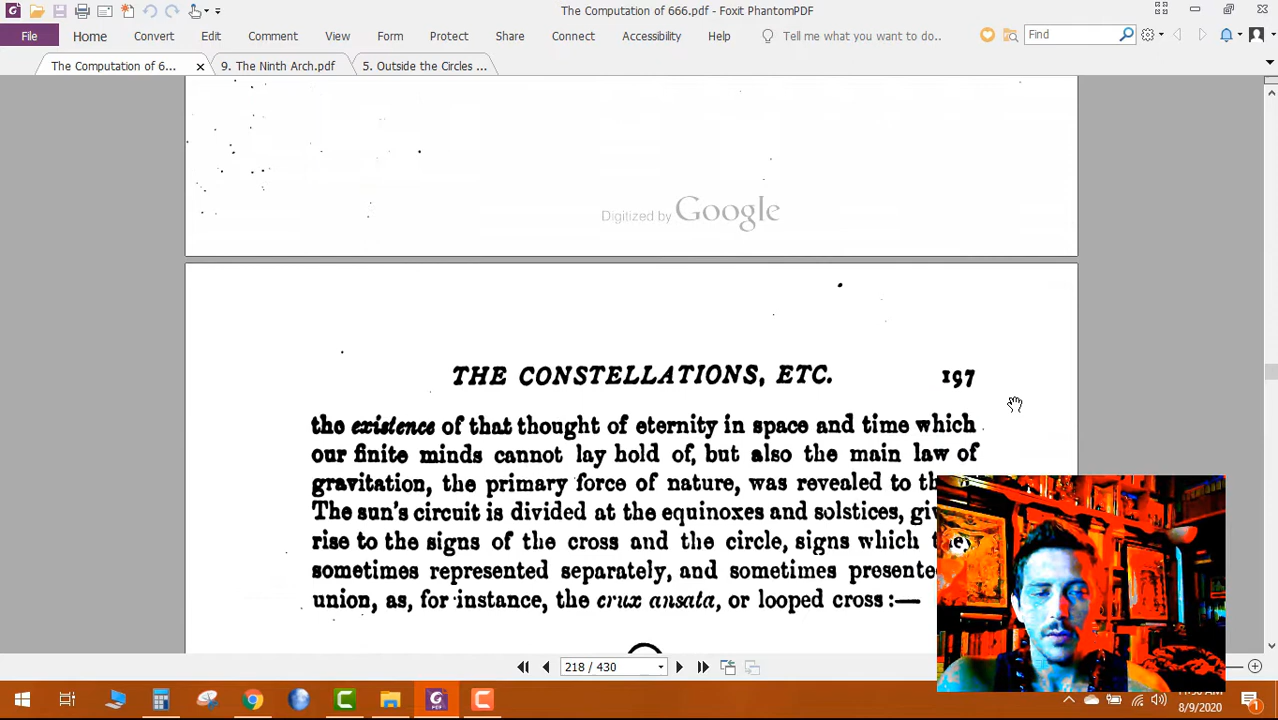 The Computation of 666.pdf - Foxit PhantomPDF
File Home Convert Edit Comment View Form Protect Share Connect Accessibility Help Tell me what you want to do.. Find
The Computation of 6... 9. The Ninth Arch.pdf 5. Outside the Circles ...
Digitized by Google
THE CONSTELLATIONS, ETC. 197
the existence of that thought of eternity in space and time which
our finite minds cannot lay hold of, but also the main law of
gravitation, the primary force of nature, was revealed to
The sun's circuit is divided at the equinoxes and solstices,
rise to the signs of the cross and the circle, signs which
sometimes represented separately, and sometimes
union, as, for instance, the crux ansata, or looped cross:—
218 / 430
8/9/2020